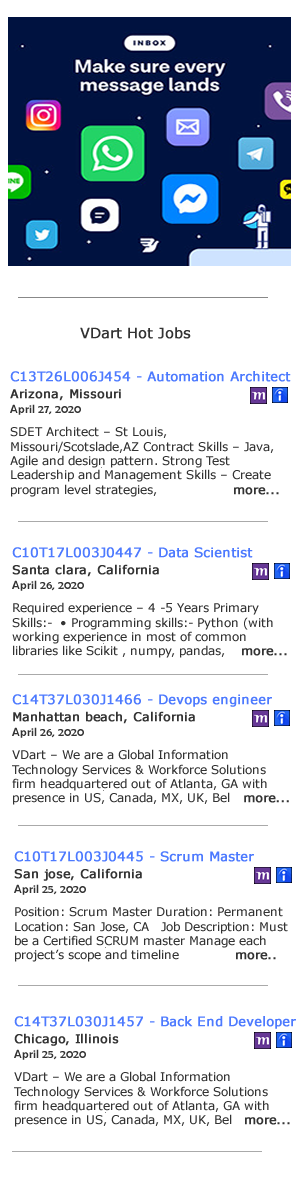 INBOX
Make sure every
message lands
LINE
VDart Hot Jobs
C13T26L006J454 - Automation Architect
Arizona, Missouri
April 27, 2020
SDET Architect – St Louis,
Missouri/Scotslade,AZ Contract Skills – Java,
Agile and design pattern. Strong Test
Leadership and Management Skills – Create
program level strategies, more...
C10T17L003J0447 - Data Scientist
Santa clara, California
April 26, 2020
Required experience – 4 -5 Years Primary
Skills:- • Programming skills:- Python (with
working experience in most of common
libraries like Scikit , numpy, pandas, more...
C14T37L030J1466 - Devops engineer
Manhattan beach, California
April 26, 2020
VDart – We are a Global Information
Technology Services & Workforce Solutions
firm headquartered out of Atlanta, GA with
presence in US, Canada, MX, UK, Bel more...
C10T17L003J0445 - Scrum Master
San jose, California
April 25, 2020
Position: Scrum Master Duration: Permanent
Location: San Jose, CA Job Description: Must
be a Certified SCRUM master Manage each
project’s scope and timeline more..
C14T37L030J1457 - Back End Developer
Chicago, Illinois
April 25, 2020
VDart – We are a Global Information
Technology Services & Workforce Solutions
firm headquartered out of Atlanta, GA with
presence in US, Canada, MX, UK, Bel more...